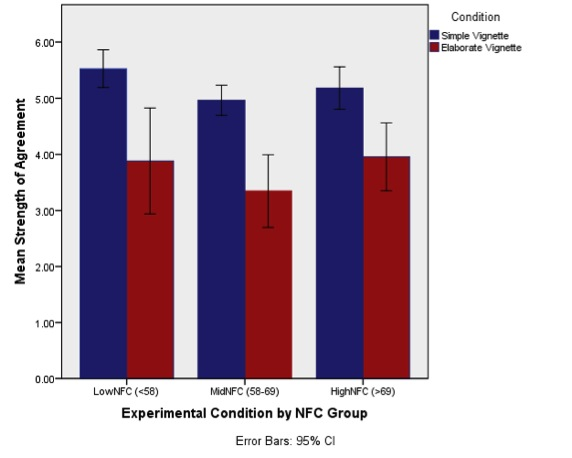 Condition
Simple Vignette
Elaborate Vignette
Mean Strength of Agreement
6.00
5.00
4.00
3.00
2.00
1.00
0.00
LowNFC (<58)
MidNFC (58-69)
HighNFC (>69)
Experimental Condition by NFC Group
Error Bars: 95% CI